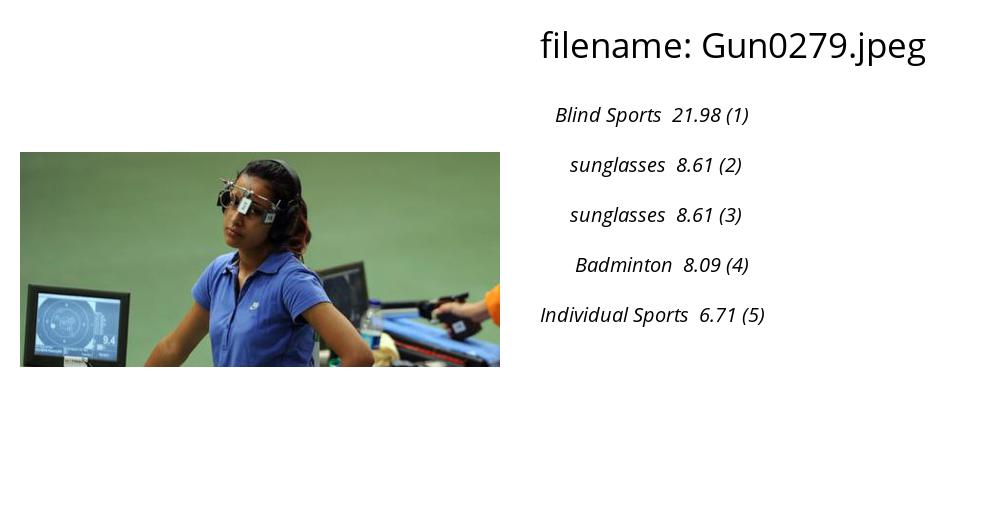 filename: Gun0279.jpeg
Blind Sports 21.98 (1)
sunglasses 8.61 (2)
sunglasses 8.61 (3)
Badminton 8.09 (4)
Individual Sports 6.71 (5)
9.4